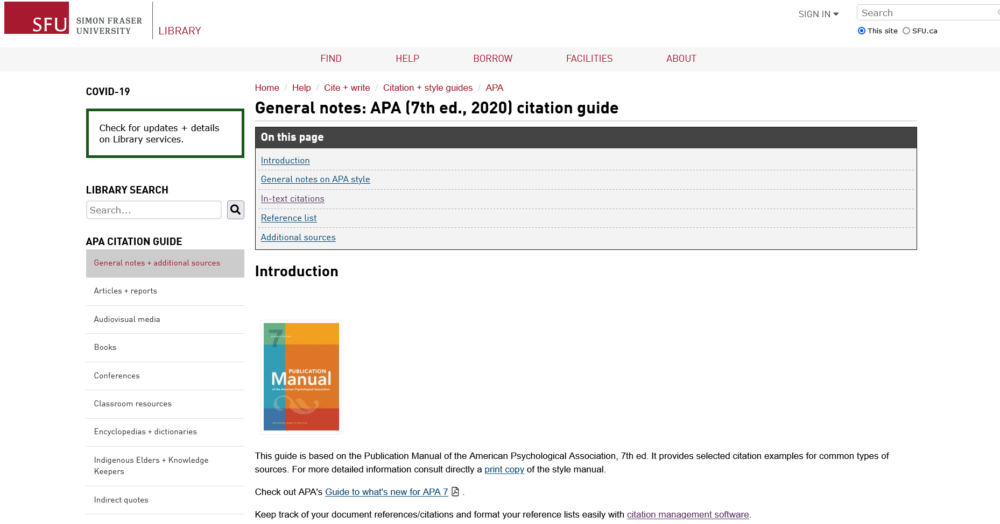 SFU SIMON FRASER UNIVERSITY LIBRARY
SIGN IN
Search
This site SFU.ca
FIND HELP BORROW FACILITIES ABOUT
COVID-19
Check for updates + details
on Library services.
LIBRARY SEARCH
Search...
APA CITATION GUIDE
General notes + additional sources
Articles + reports
Audiovisual media
Books
Conferences
Classroom resources
Encyclopedias + dictionaries
Indigenous Elders + Knowledge
Keepers
Indirect quotes
Home / Help / Cite + write / Citation + style guides / APA
General notes: APA (7th ed., 2020) citation guide
On this page
Introduction
General notes on APA style
In-text citations
Reference list
Additional sources
Introduction
7
SEVENTH EDITION
PUBLICATION
Manual
of the American Psychological Association
THE OFFICIAL GUIDE TO APA STYLE
This guide is based on the Publication Manual of the American Psychological Association, 7th ed. It provides selected citation examples for common types of
sources. For more detailed information consult directly a print copy of the style manual.
Check out APA's Guide to what's new for APA 7 .
Keep track of your document references/citations and format your reference lists easily with citation management software.